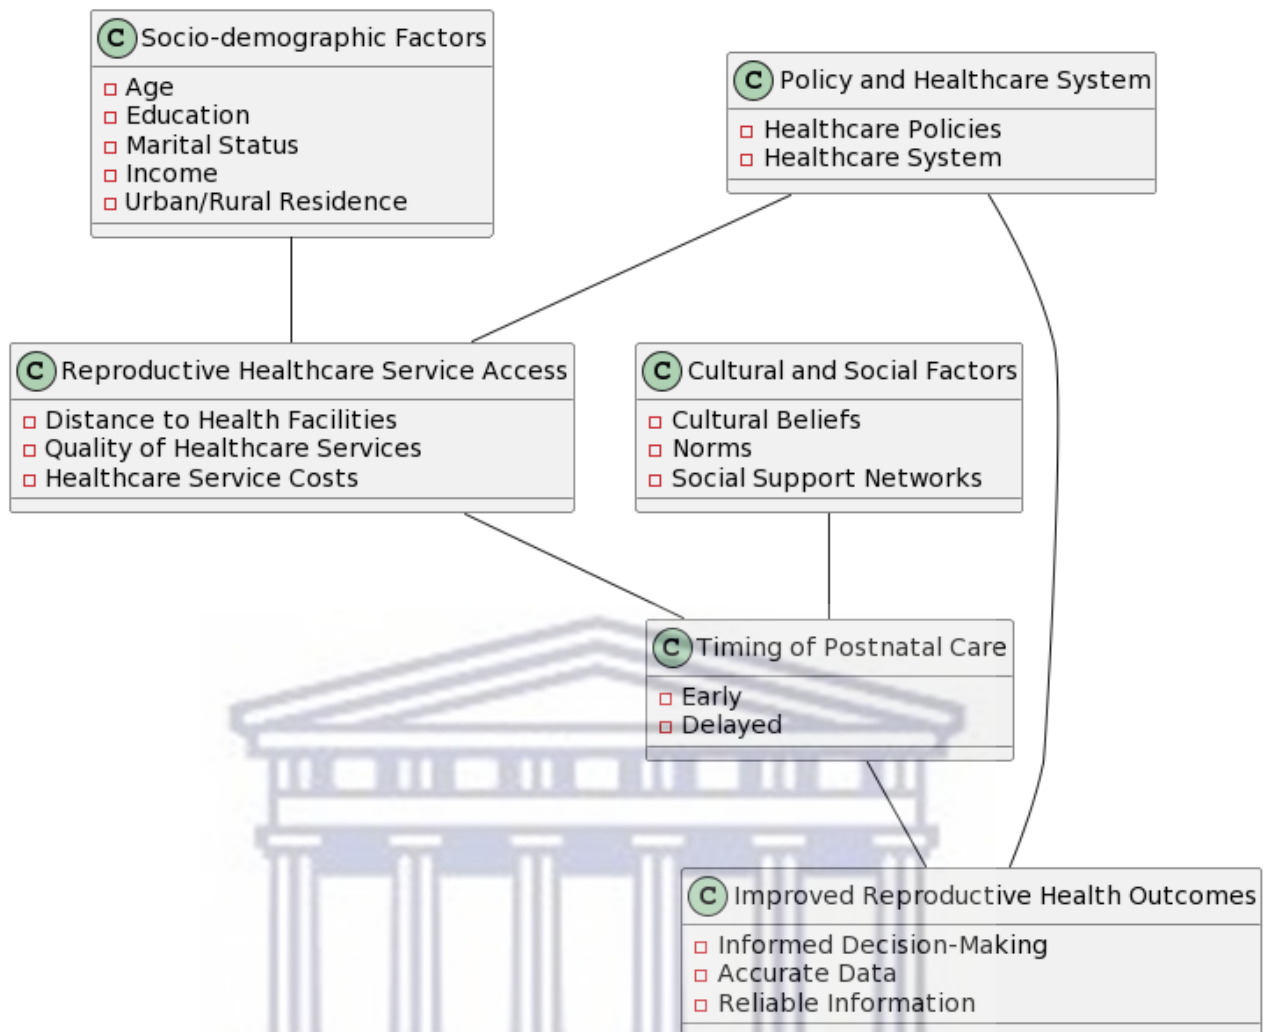 C Socio-demographic Factors
Age
Education
Marital Status
Income
Urban/Rural Residence
C Policy and Healthcare System
Healthcare Policies
Healthcare System
C Reproductive Healthcare Service Access
Distance to Health Facilities
Quality of Healthcare Services
Healthcare Service Costs
C Cultural and Social Factors
Cultural Beliefs
Norms
Social Support Networks
C Timing of Postnatal Care
Early
Delayed
C Improved Reproductive Health Outcomes
Informed Decision-Making
Accurate Data
Reliable Information